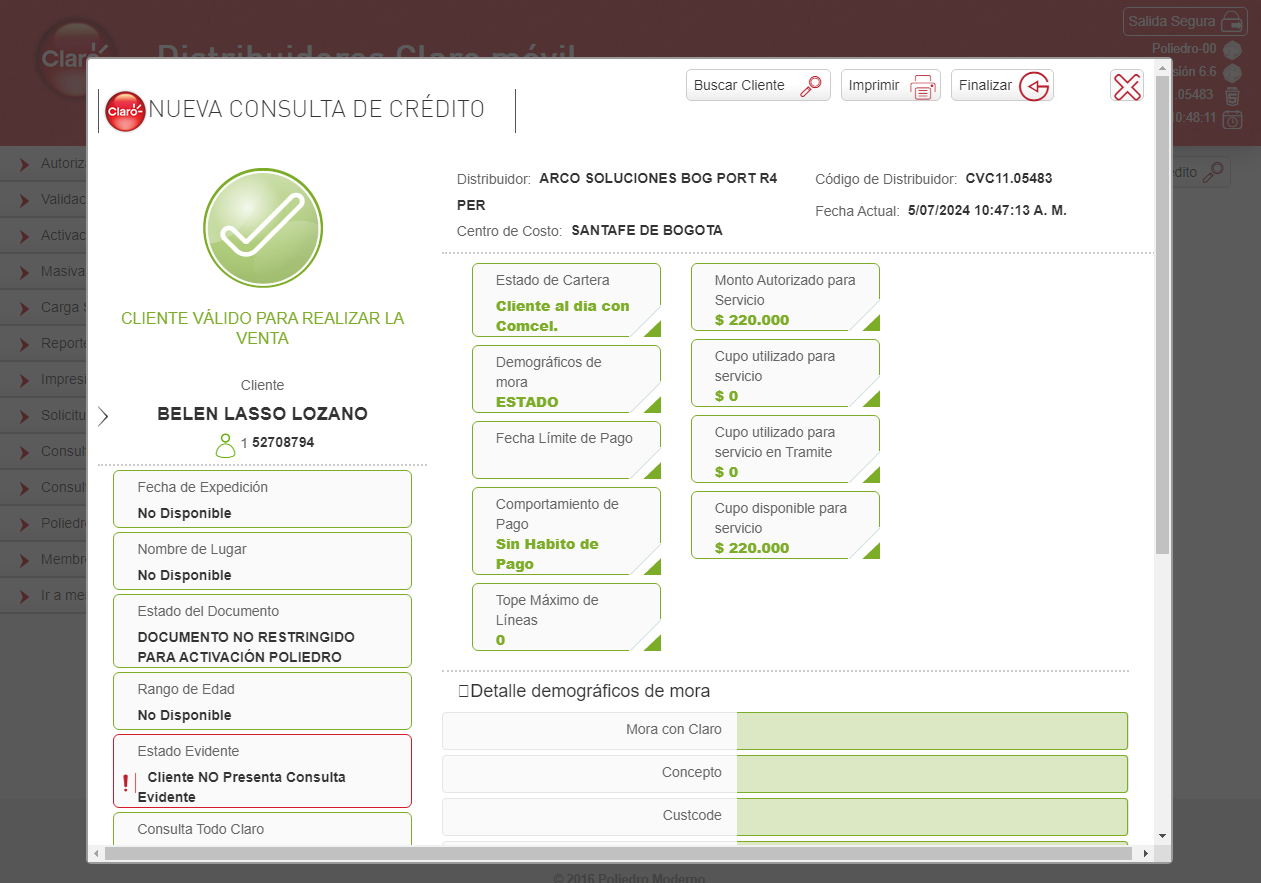 Salida Segura
Claro
Distribuidores Claro móvil
Poliedro-00
sión 6.6
.05483
0:48:11
Buscar Cliente
Imprimir
Finalizar
Claro
NUEVA CONSULTA DE CRÉDITO
Autoriz
Validac
Activac
Masiva
Carga S
Reporte
Impresi
Solicitu
Consul
Consul
Poliedr
Membr
Ir a me
dito
CLIENTE VÁLIDO PARA REALIZAR LA
VENTA
Cliente
BELEN LASSO LOZANO
1 52708794
Fecha de Expedición
No Disponible
Nombre de Lugar
No Disponible
Estado del Documento
DOCUMENTO NO RESTRINGIDO
PARA ACTIVACIÓN POLIEDRO
Rango de Edad
No Disponible
Estado Evidente
! Cliente NO Presenta Consulta
Evidente
Consulta Todo Claro
Distribuidor: ARCO SOLUCIONES BOG PORT R4
PER
Centro de Costo: SANTAFE DE BOGOTA
Código de Distribuidor: CVC11.05483
Fecha Actual: 5/07/2024 10:47:13 A. M.
Estado de Cartera
Cliente al dia con
Comcel.
Demográficos de
mora
ESTADO
Fecha Límite de Pago
Comportamiento de
Pago
Sin Habito de
Pago
Tope Máximo de
Líneas
0
Monto Autorizado para
Servicio
$ 220.000
Cupo utilizado para
servicio
$ 0
Cupo utilizado para
servicio en Tramite
$ 0
Cupo disponible para
servicio
$ 220.000
Detalle demográficos de mora
Mora con Claro
Concepto
Custcode
© 2016 Poliedro Moderno